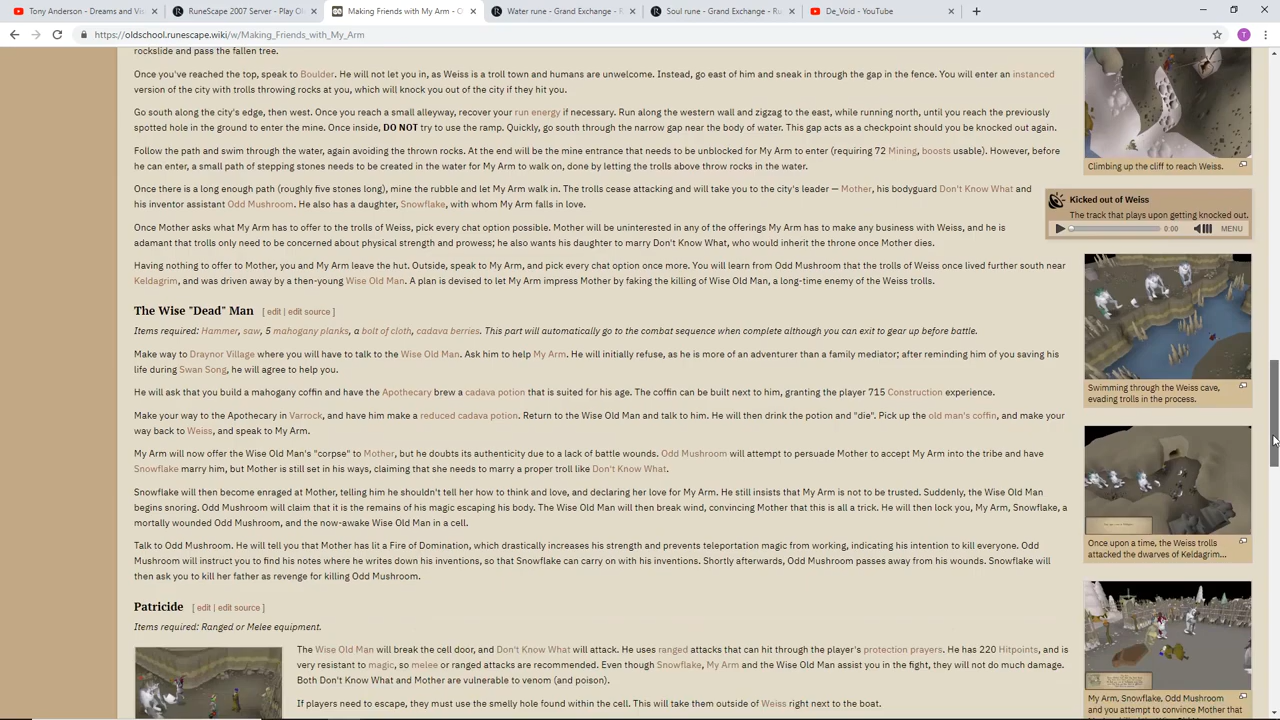 Tony Anderson - Dreams and Vis
RuneScape 2007 Server - Play Ol
Making Friends with My Arm - O
Water rune - Grand Exchange - R
Soul rune - Grand Exchange - Ru
De_Void - YouTube
https://oldschool.runescape.wiki/w/Making_Friends_with_My_Arm
T
rockslide and pass the fallen tree.
Once you've reached the top, speak to Boulder. He will not let you in, as Weiss is a troll town and humans are unwelcome. Instead, go east of him and sneak in through the gap in the fence. You will enter an instanced
version of the city with trolls throwing rocks at you, which will knock you out of the city if they hit you.
Go south along the city's edge, then west. Once you reach a small alleyway, recover your run energy if necessary. Run along the western wall and zigzag to the east, while running north, until you reach the previously
spotted hole in the ground to enter the mine. Once inside, DO NOT try to use the ramp. Quickly, go south through the narrow gap near the body of water. This gap acts as a checkpoint should you be knocked out again.
Follow the path and swim through the water, again avoiding the thrown rocks. At the end will be the mine entrance that needs to be unblocked for My Arm to enter (requiring 72 Mining, boosts usable). However, before
he can enter, a small path of stepping stones needs to be created in the water for My Arm to walk on, done by letting the trolls above throw rocks in the water.
Once there is a long enough path (roughly five stones long), mine the rubble and let My Arm walk in. The trolls cease attacking and will take you to the city's leader — Mother, his bodyguard Don't Know What and
his inventor assistant Odd Mushroom. He also has a daughter, Snowflake, with whom My Arm falls in love.
Once Mother asks what My Arm has to offer to the trolls of Weiss, pick every chat option possible. Mother will be uninterested in any of the offerings My Arm has to make any business with Weiss, and he is
adamant that trolls only need to be concerned about physical strength and prowess; he also wants his daughter to marry Don't Know What, who would inherit the throne once Mother dies.
Having nothing to offer to Mother, you and My Arm leave the hut. Outside, speak to My Arm, and pick every chat option once more. You will learn from Odd Mushroom that the trolls of Weiss once lived further south near
Keldagrim, and was driven away by a then-young Wise Old Man. A plan is devised to let My Arm impress Mother by faking the killing of Wise Old Man, a long-time enemy of the Weiss trolls.
The Wise "Dead" Man [ edit | edit source ]
Items required: Hammer, saw, 5 mahogany planks, a bolt of cloth, cadava berries. This part will automatically go to the combat sequence when complete although you can exit to gear up before battle.
Make way to Draynor Village where you will have to talk to the Wise Old Man. Ask him to help My Arm. He will initially refuse, as he is more of an adventurer than a family mediator; after reminding him of you saving his
life during Swan Song, he will agree to help you.
He will ask that you build a mahogany coffin and have the Apothecary brew a cadava potion that is suited for his age. The coffin can be built next to him, granting the player 715 Construction experience.
Make your way to the Apothecary in Varrock, and have him make a reduced cadava potion. Return to the Wise Old Man and talk to him. He will then drink the potion and "die". Pick up the old man's coffin, and make your
way back to Weiss, and speak to My Arm.
My Arm will now offer the Wise Old Man's "corpse" to Mother, but he doubts its authenticity due to a lack of battle wounds. Odd Mushroom will attempt to persuade Mother to accept My Arm into the tribe and have
Snowflake marry him, but Mother is still set in his ways, claiming that she needs to marry a proper troll like Don't Know What.
Snowflake will then become enraged at Mother, telling him he shouldn't tell her how to think and love, and declaring her love for My Arm. He still insists that My Arm is not to be trusted. Suddenly, the Wise Old Man
begins snoring. Odd Mushroom will claim that it is the remains of his magic escaping his body. The Wise Old Man will then break wind, convincing Mother that this is all a trick. He will then lock you, My Arm, Snowflake, a
mortally wounded Odd Mushroom, and the now-awake Wise Old Man in a cell.
Talk to Odd Mushroom. He will tell you that Mother has lit a Fire of Domination, which drastically increases his strength and prevents teleportation magic from working, indicating his intention to kill everyone. Odd
Mushroom will instruct you to find his notes where he writes down his inventions, so that Snowflake can carry on with his inventions. Shortly afterwards, Odd Mushroom passes away from his wounds. Snowflake will
then ask you to kill her father as revenge for killing Odd Mushroom.
Patricide [ edit | edit source ]
Items required: Ranged or Melee equipment.
The Wise Old Man will break the cell door, and Don't Know What will attack. He uses ranged attacks that can hit through the player's protection prayers. He has 220 Hitpoints, and is
very resistant to magic, so melee or ranged attacks are recommended. Even though Snowflake, My Arm and the Wise Old Man assist you in the fight, they will not do much damage.
Both Don't Know What and Mother are vulnerable to venom (and poison).
If players need to escape, they must use the smelly hole found within the cell. This will take them outside of Weiss right next to the boat.
Climbing up the cliff to reach Weiss.
Kicked out of Weiss
The track that plays upon getting knocked out.
0:00 MENU
Swimming through the Weiss cave,
evading trolls in the process.
Once upon a time, the Weiss trolls
attacked the dwarves of Keldagrim...
My Arm, Snowflake, Odd Mushroom
and you attempt to convince Mother that